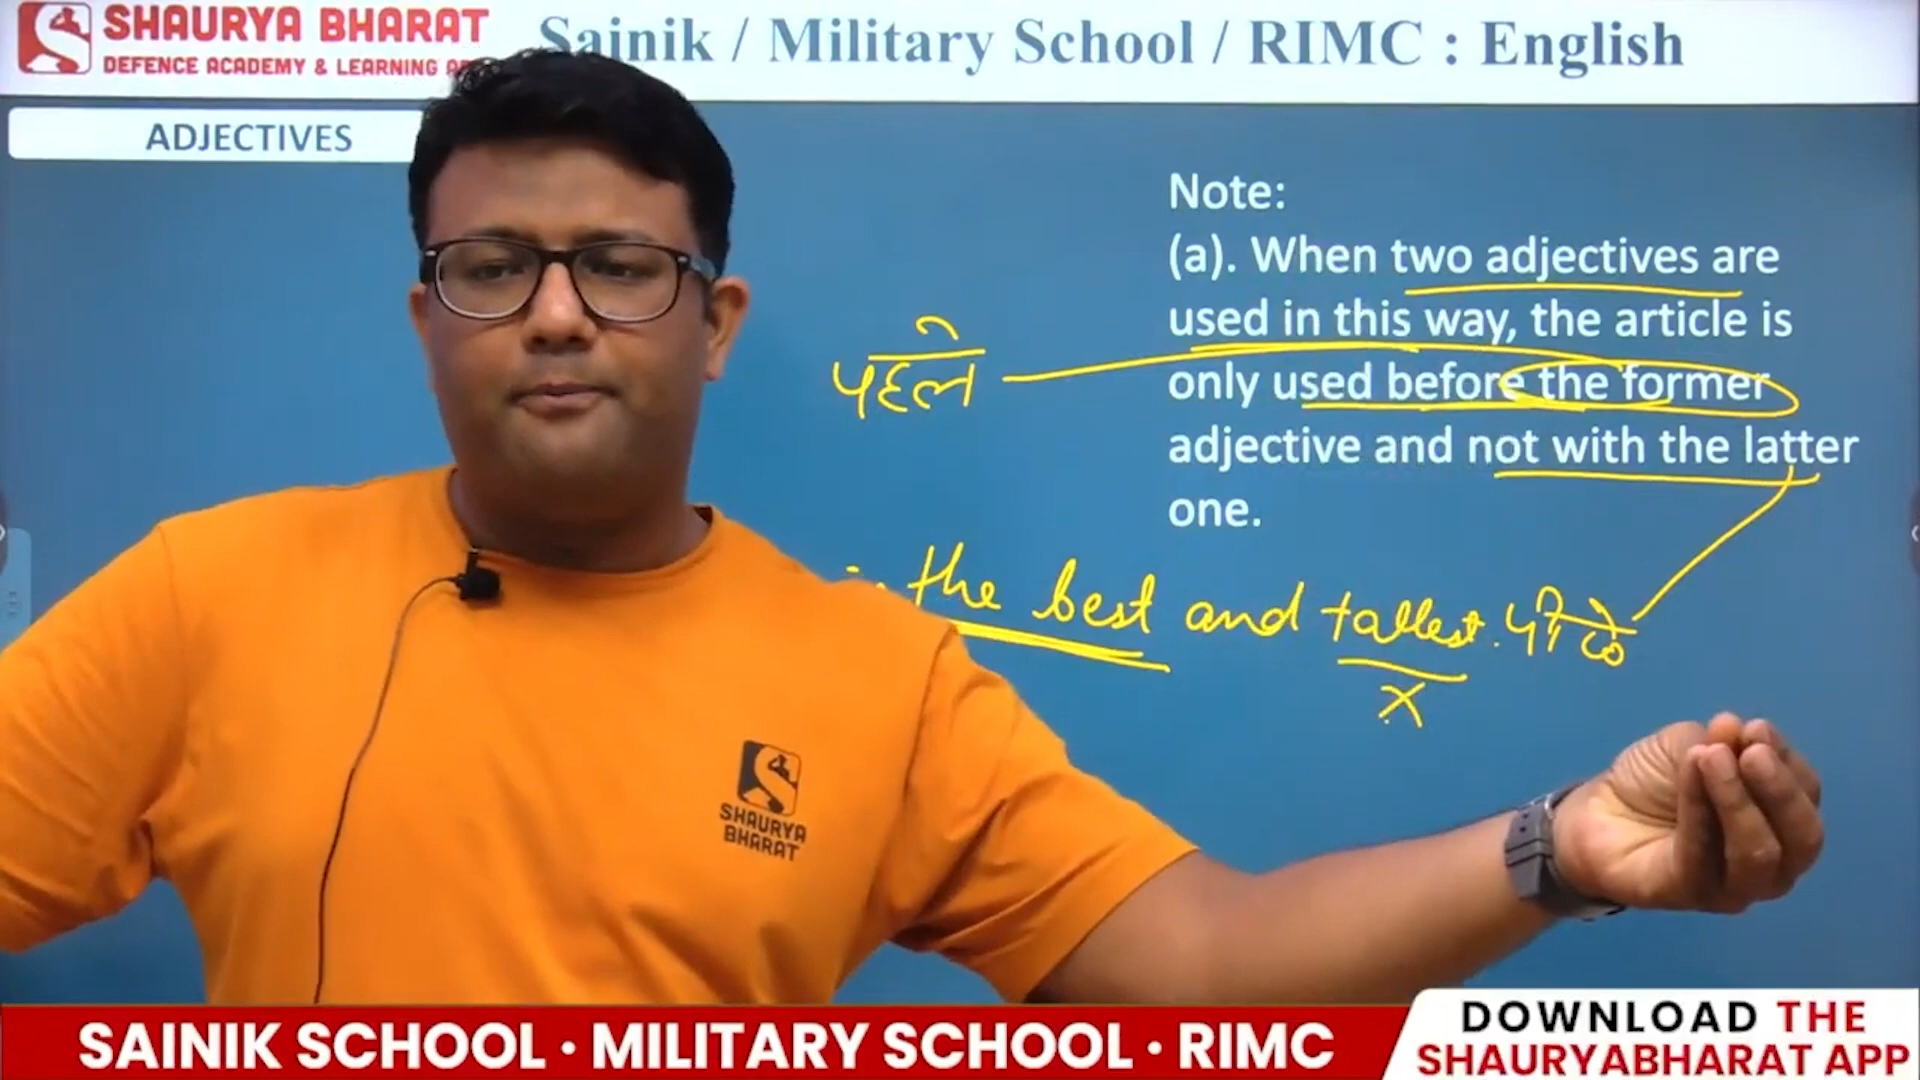 SHAURYA BHARAT
DEFENCE ACADEMY & LEARNING
Sainik / Military School / RIMC : English
ADJECTIVES
Note:
(a). When two adjectives are
used in this way, the article is
only used before the former
adjective and not with the latter
one.
पहले
the best and tallest. पीछे
x
SHAURYA
BHARAT
SAINIK SCHOOL • MILITARY SCHOOL • RIMC
DOWNLOAD THE
SHAURYABHARAT APP